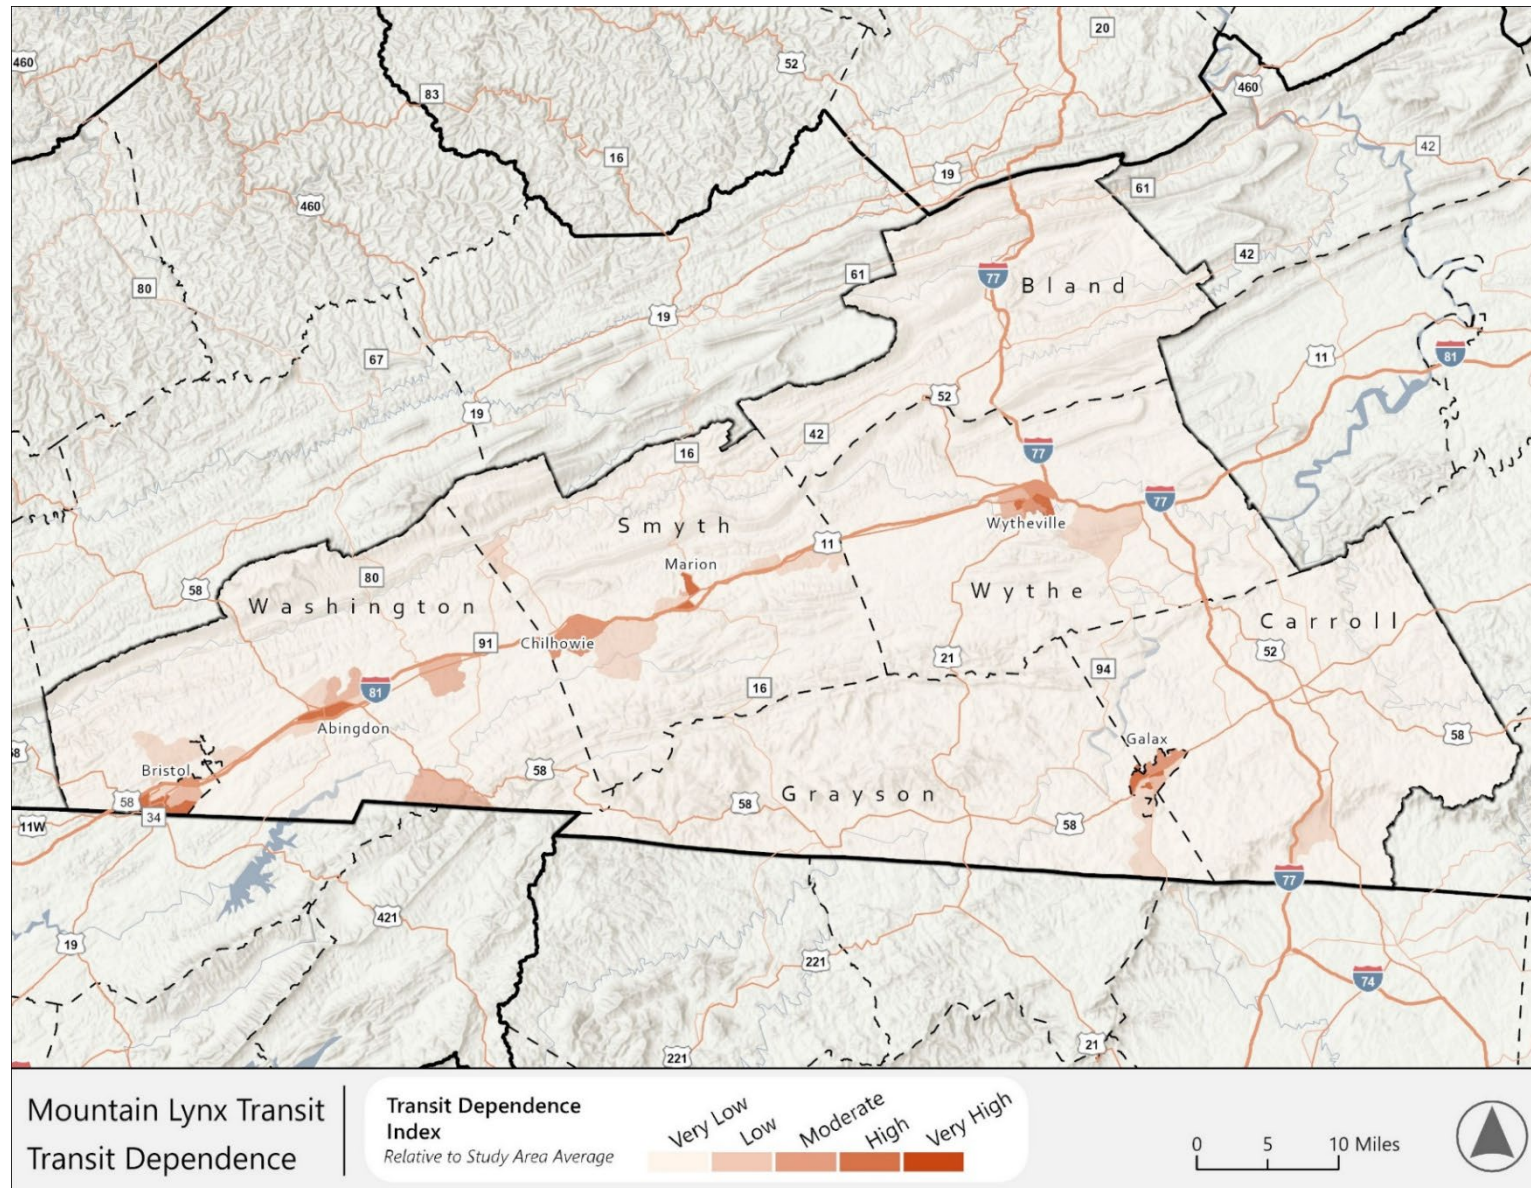 20
460
52
460
83
42
16
19
61
460
42
61
77
Bland
80
19
11
81
67
52
19
42
16
77
77
Smyth
Wytheville
11
Marion
58
80
Wythe
Washington
Carroll
Chilhowie
91
52
21
94
16
81
Abingdon
58
Galax
58
Bristol
58
58
Grayson
58
34
58
11W
77
421
19
221
74
21
221
Mountain Lynx Transit
Transit Dependence
Transit Dependence
Index
Relative to Study Area Average
Very Low
Low
Moderate
High
Very High
0 5 10 Miles